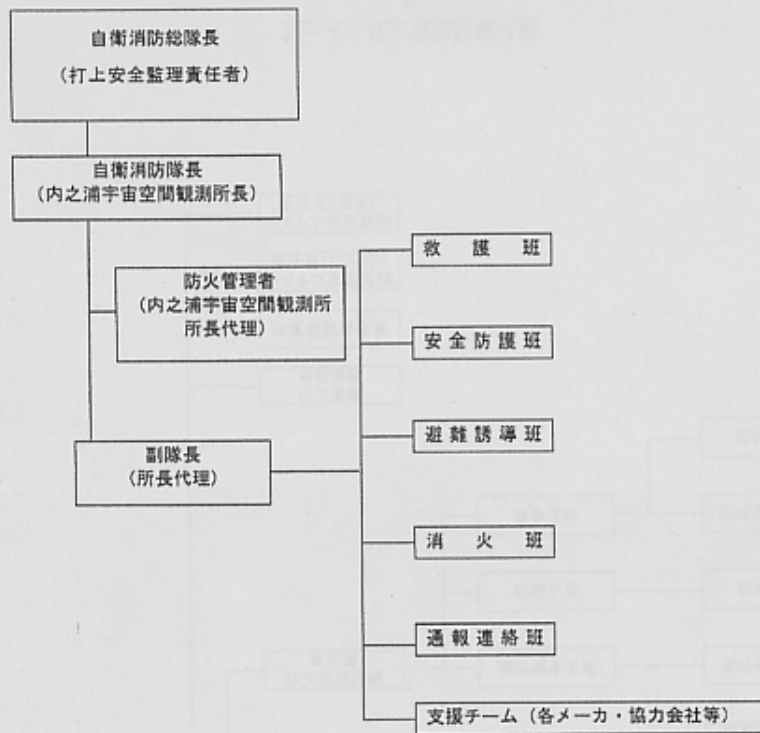 自衛消防総隊長
(打上安全監理責任者)
自衛消防隊長
(内之浦宇宙空間観測所長)
防火管理者
(内之浦宇宙空間観測所
所長代理)
副隊長
(所長代理)
救護班
安全防護班
避難誘導班
消火班
通報連絡班
支援チーム(各メーカ・協力会社等)